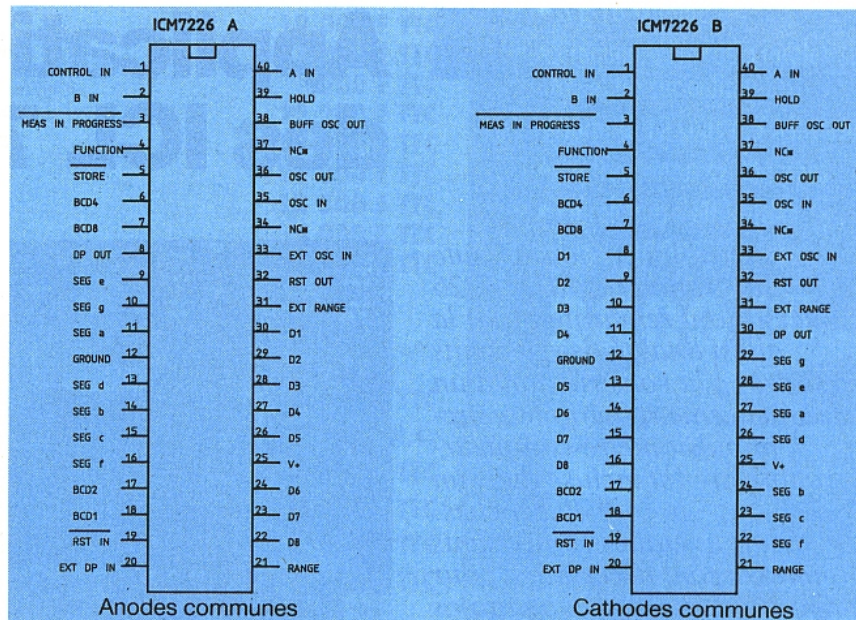 ICM7226 A
CONTROL IN 1
B IN 2
MEAS IN PROGRESS 3
FUNCTION 4
STORE 5
BCD4 6
BCD8 7
DP OUT 8
SEG e 9
SEG g 10
SEG a 11
GROUND 12
SEG d 13
SEG b 14
SEG c 15
SEG f 16
BCD2 17
BCD1 18
RST IN 19
EXT DP IN 20
40 A IN
39 HOLD
38 BUFF OSC OUT
37 NC■
36 OSC OUT
35 OSC IN
34 NC■
33 EXT OSC IN
32 RST OUT
31 EXT RANGE
30 D1
29 D2
28 D3
27 D4
26 D5
25 V+
24 D6
23 D7
22 D8
21 RANGE
Anodes communes
ICM7226 B
CONTROL IN 1
B IN 2
MEAS IN PROGRESS 3
FUNCTION 4
STORE 5
BCD4 6
BCD8 7
D1 8
D2 9
D3 10
D4 11
GROUND 12
D5 13
D6 14
D7 15
D8 16
BCD2 17
BCD1 18
RST IN 19
EXT DP IN 20
40 A IN
39 HOLD
38 BUFF OSC OUT
37 NC■
36 OSC OUT
35 OSC IN
34 NC■
33 EXT OSC IN
32 RST OUT
31 EXT RANGE
30 DP OUT
29 SEG g
28 SEG e
27 SEG a
26 SEG d
25 V+
24 SEG b
23 SEG c
22 SEG f
21 RANGE
Cathodes communes